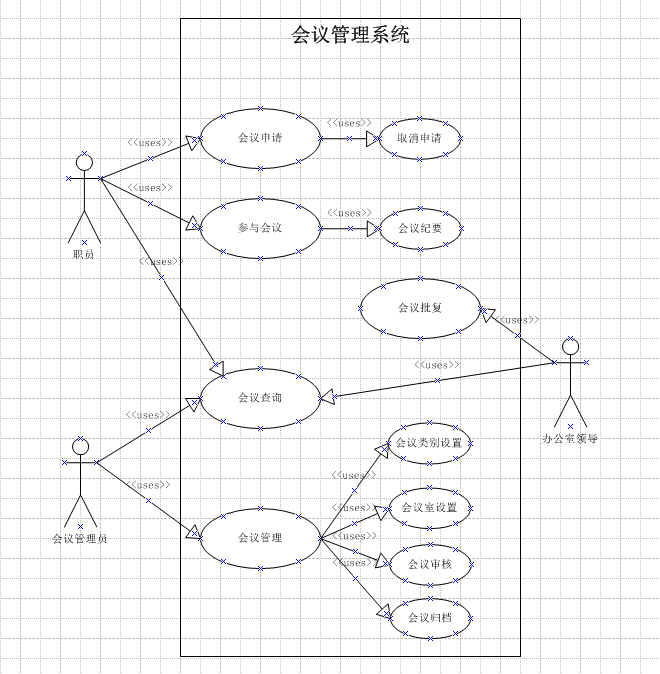 会议管理系统
<<uses>>
会议申请
<<uses>>
取消申请
职员
<<uses>>
参与会议
<<uses>>
会议纪要
<<uses>>
会议批复
<<uses>>
办公室领导
<<uses>>
会议查询
<<uses>>
会议管理员
<<uses>>
会议管理
<<uses>>
会议类别设置
<<uses>>
会议室设置
<<uses>>
会议审核
<<uses>>
会议归档